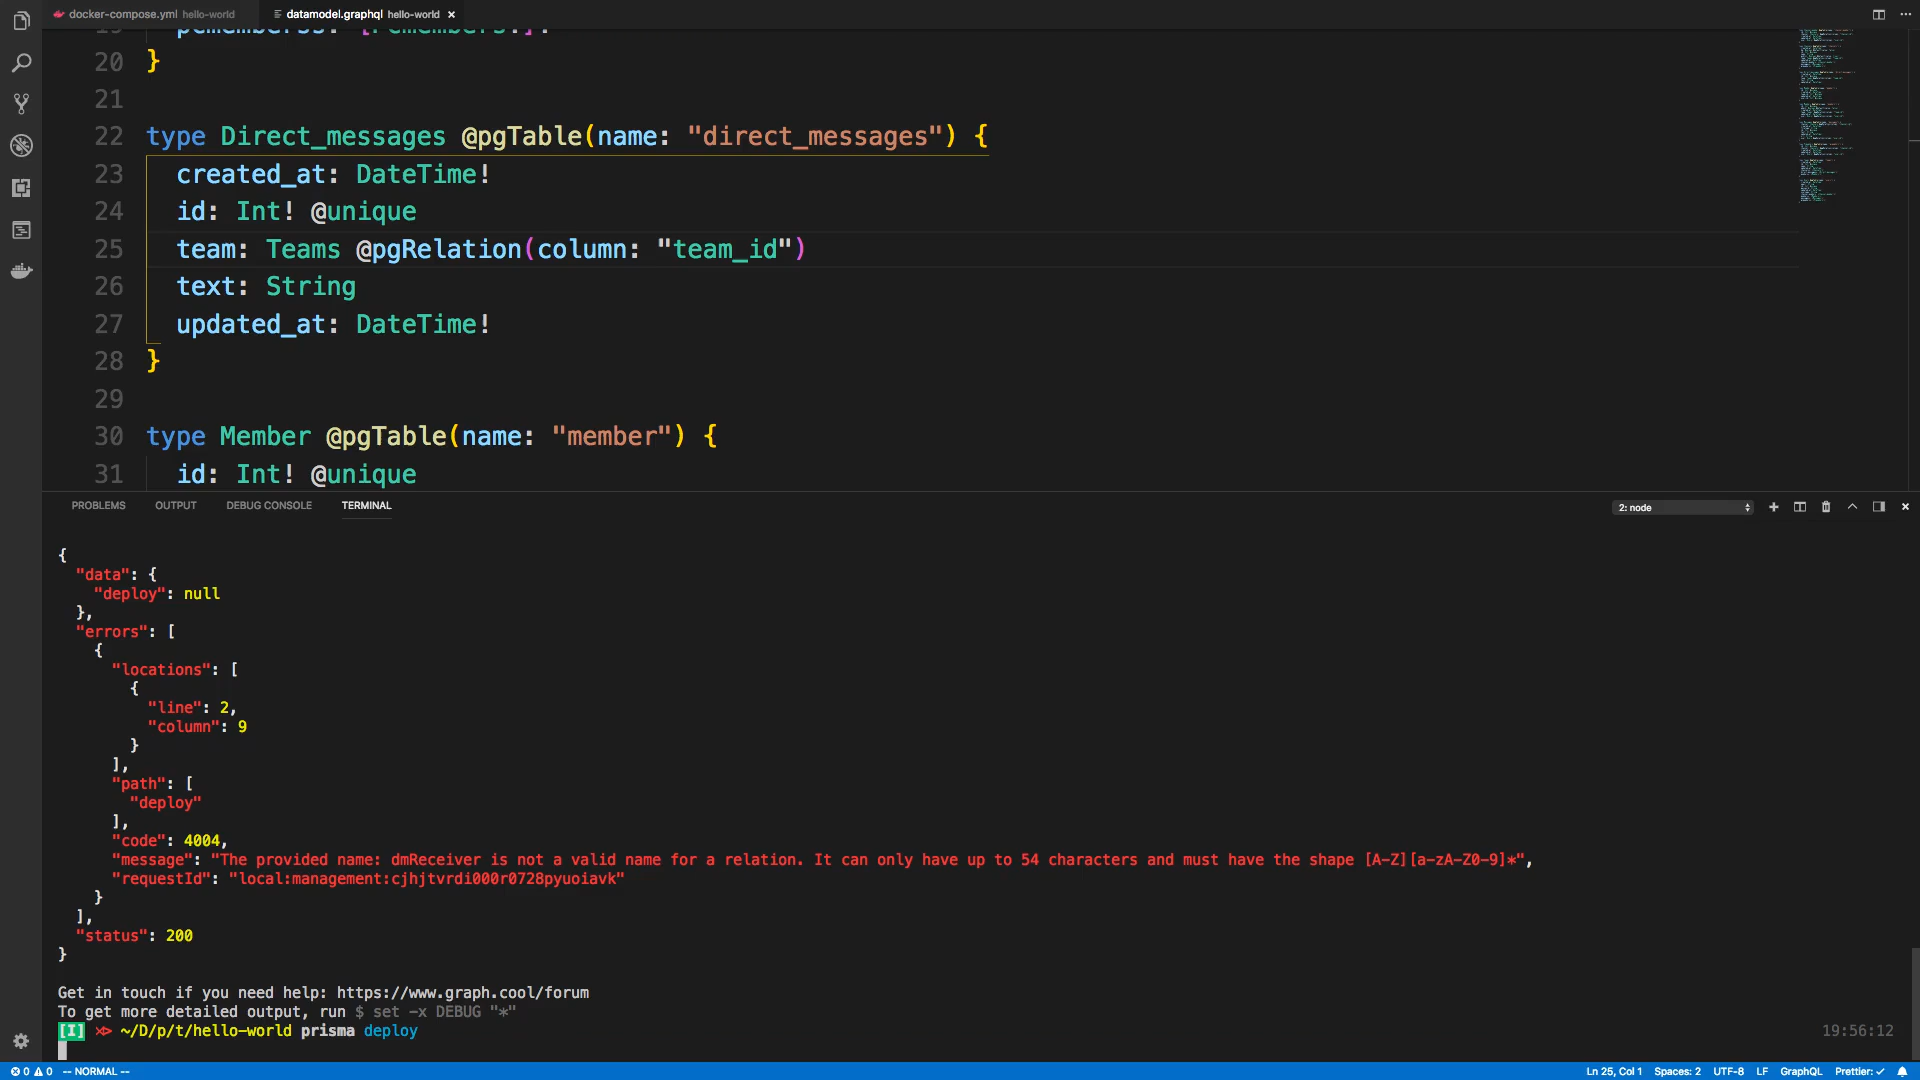 docker-compose.yml hello-world
datamodel.graphql hello-world ×
20 }
21
22 type Direct_messages @pgTable(name: "direct_messages") {
23 created_at: DateTime!
24 id: Int! @unique
25 team: Teams @pgRelation(column: "team_id")
26 text: String
27 updated_at: DateTime!
28 }
29
30 type Member @pgTable(name: "member") {
31 id: Int! @unique
PROBLEMS OUTPUT DEBUG CONSOLE TERMINAL
2: node
{
"data": {
"deploy": null
},
"errors": [
{
"locations": [
{
"line": 2,
"column": 9
}
],
"path": [
"deploy"
],
"code": 4004,
"message": "The provided name: dmReceiver is not a valid name for a relation. It can only have up to 54 characters and must have the shape [A-Z][a-zA-Z0-9]*",
"requestId": "local:management:cjhjtvrdi000r0728pyuoiavk"
}
],
"status": 200
}
Get in touch if you need help: https://www.graph.cool/forum
To get more detailed output, run $ set -x DEBUG "*"
[I] ~/D/p/t/hello-world prisma deploy
19:56:12
0 0 -- NORMAL --
Ln 25, Col 1 Spaces: 2 UTF-8 LF GraphQL Prettier: ✓